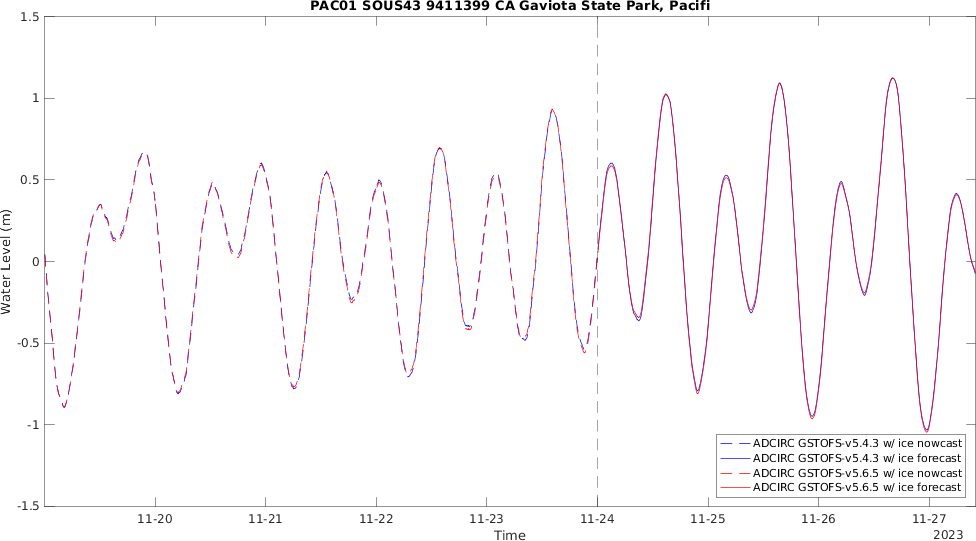 PAC01 SOUS43 9411399 CA Gaviota State Park, Pacifi
1.5
1
0.5
0
-0.5
-1
-1.5
Water Level (m)
11-20 11-21 11-22 11-23 11-24 11-25 11-26 11-27
Time
2023
ADCIRC GSTOFS-v5.4.3 w/ ice nowcast
ADCIRC GSTOFS-v5.4.3 w/ ice forecast
ADCIRC GSTOFS-v5.6.5 w/ ice nowcast
ADCIRC GSTOFS-v5.6.5 w/ ice forecast